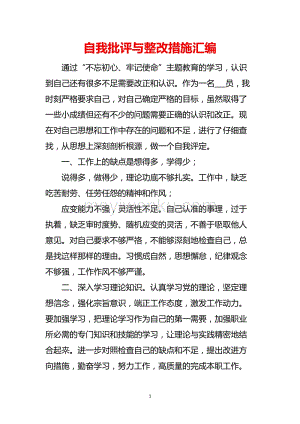 自我批评与整改措施汇编
通过“不忘初心、牢记使命”主题教育的学习，认识
到自己还有很多不足需要改正和认识。作为一名___员，我
时刻严格要求自己，对自己确定严格的目标，虽然取得了
一些小成绩但还有不少的问题需要正确的认识和改正。现
在对自己思想和工作中存在的问题和不足，进行了仔细查
找，从思想上深刻剖析根源，做一个自我评定。
一、工作上的缺点是想得多，学得少；
说得多，做得少，理论功底不够扎实。工作中，缺乏
吃苦耐劳、任劳任怨的精神和作风；
应变能力不强，灵活性不足、自己认准的事理，过于
执着，缺乏审时度势、随机应变的灵活，不善于吸取他人
意见。对自己要求不够严格，不能够深刻地检查自己，总
是找这样那样的理由。习惯成自然，思想懈怠，纪律观念
不够强，工作作风不够严谨。
二、深入学习理论知识。认真学习党的理论，坚定理
想信念，强化宗旨意识，端正工作态度，激发工作动力。
要加强学习，把理论学习作为自己的第一需要，加强职业
所必需的专门知识和技能的学习，让理论与实践精密地结
合起来。进一步对照检查自己的缺点和不足，提出改进方
向措施，勤奋学习，努力工作，高质量的完成本职工作。
1